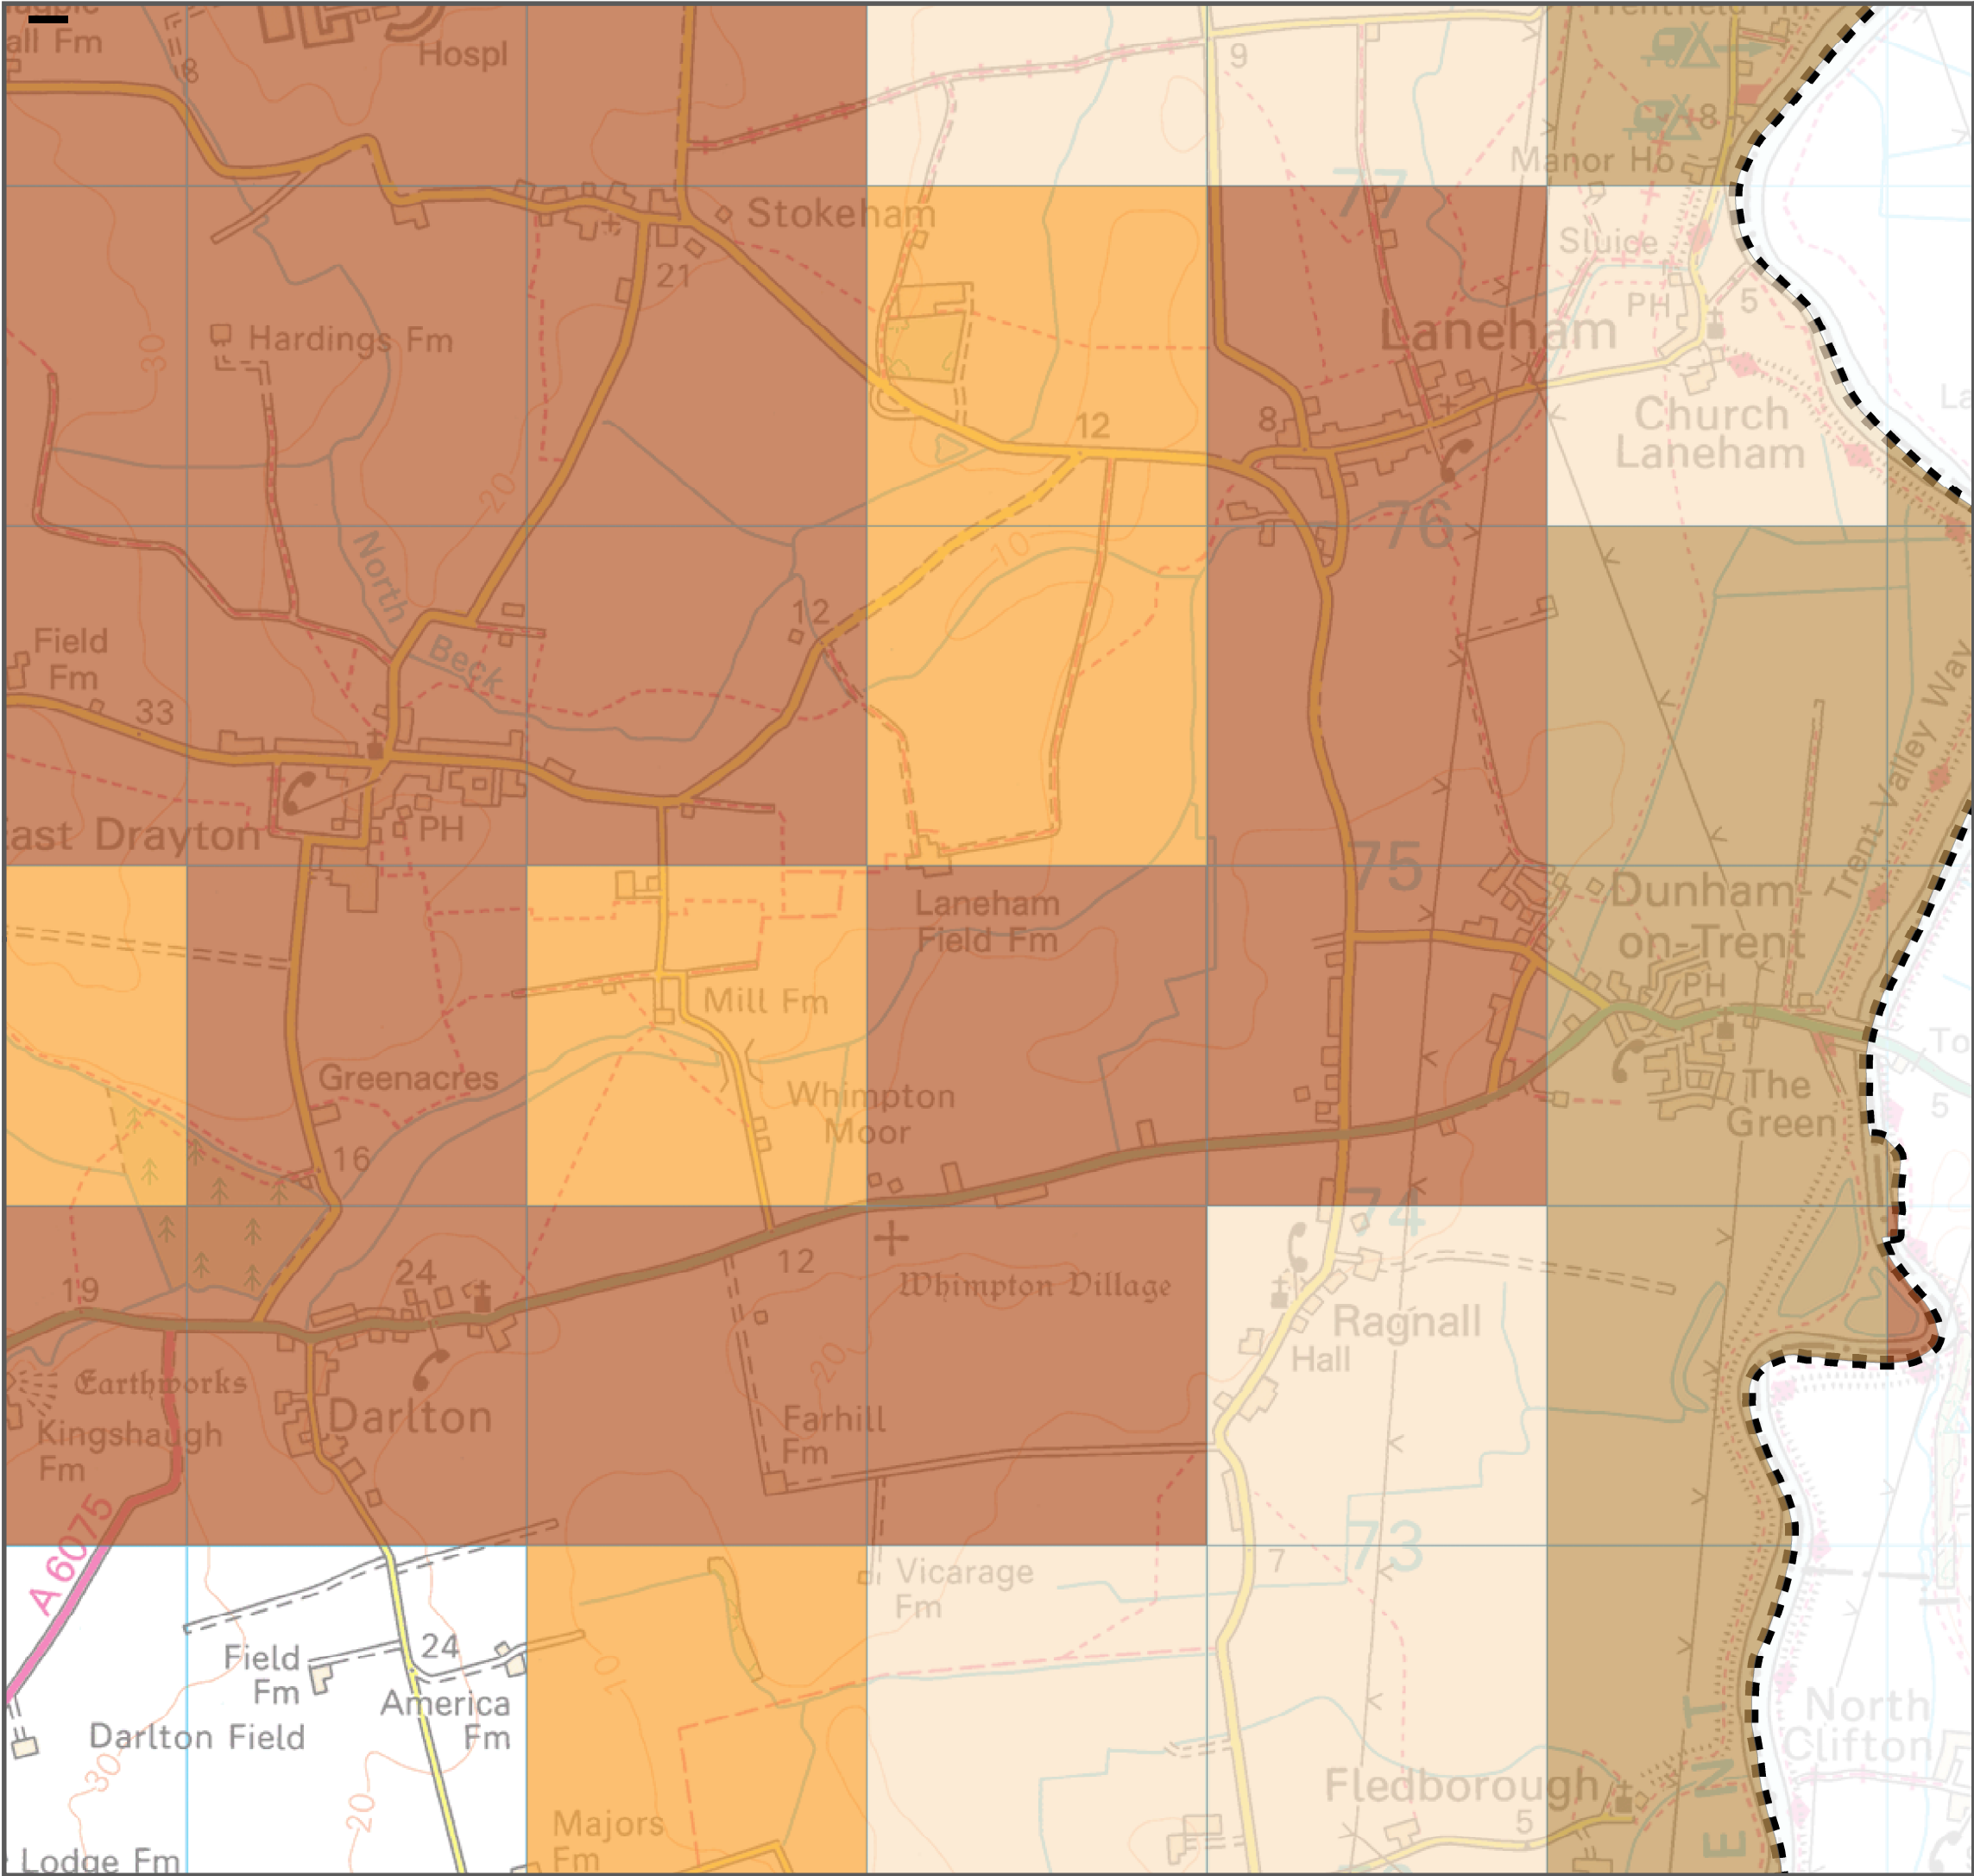 all Fm
Hospl
8
9
8
Manor Ho
77
Stokeham
21
Sluice
PH
5
Hardings Fm
30
Laneham
12
8
Church
Laneham
20
76
10
North
Beck
12
Field
Fm
33
Trent Valley Way
East Drayton
PH
75
Laneham
Field Fm
Dunham-
on-Trent
PH
Mill Fm
To
Greenacres
Whimpton
Moor
The
Green
5
16
74
19
24
12
Whimpton Village
Ragnall
Hall
20
Earthworks
Kingshaugh
Fm
Darlton
Farhill
Fm
A 6075
73
7
Vicarage
Fm
24
Field
Fm
America
Fm
10
Darlton Field
30
20
North
Clifton
Fledborough
5
Majors
Fm
Lodge Fm
ENT